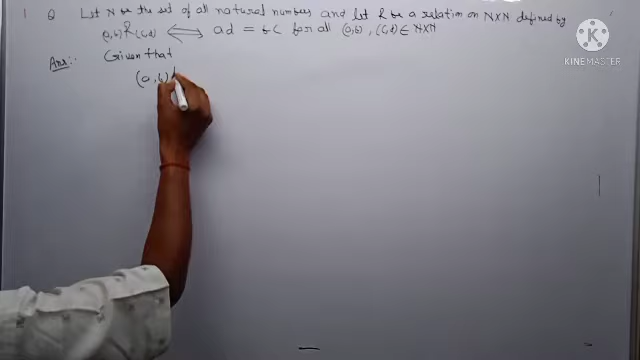 1 Q Let N be the set of all natural numbers and let R be a relation on N×N defined by
(a,b) R (c,d) ⟺ ad = bc for all (a,b), (c,d) ∈ N×N
Ans:- Given that
(a,b)
K
KINEMASTER